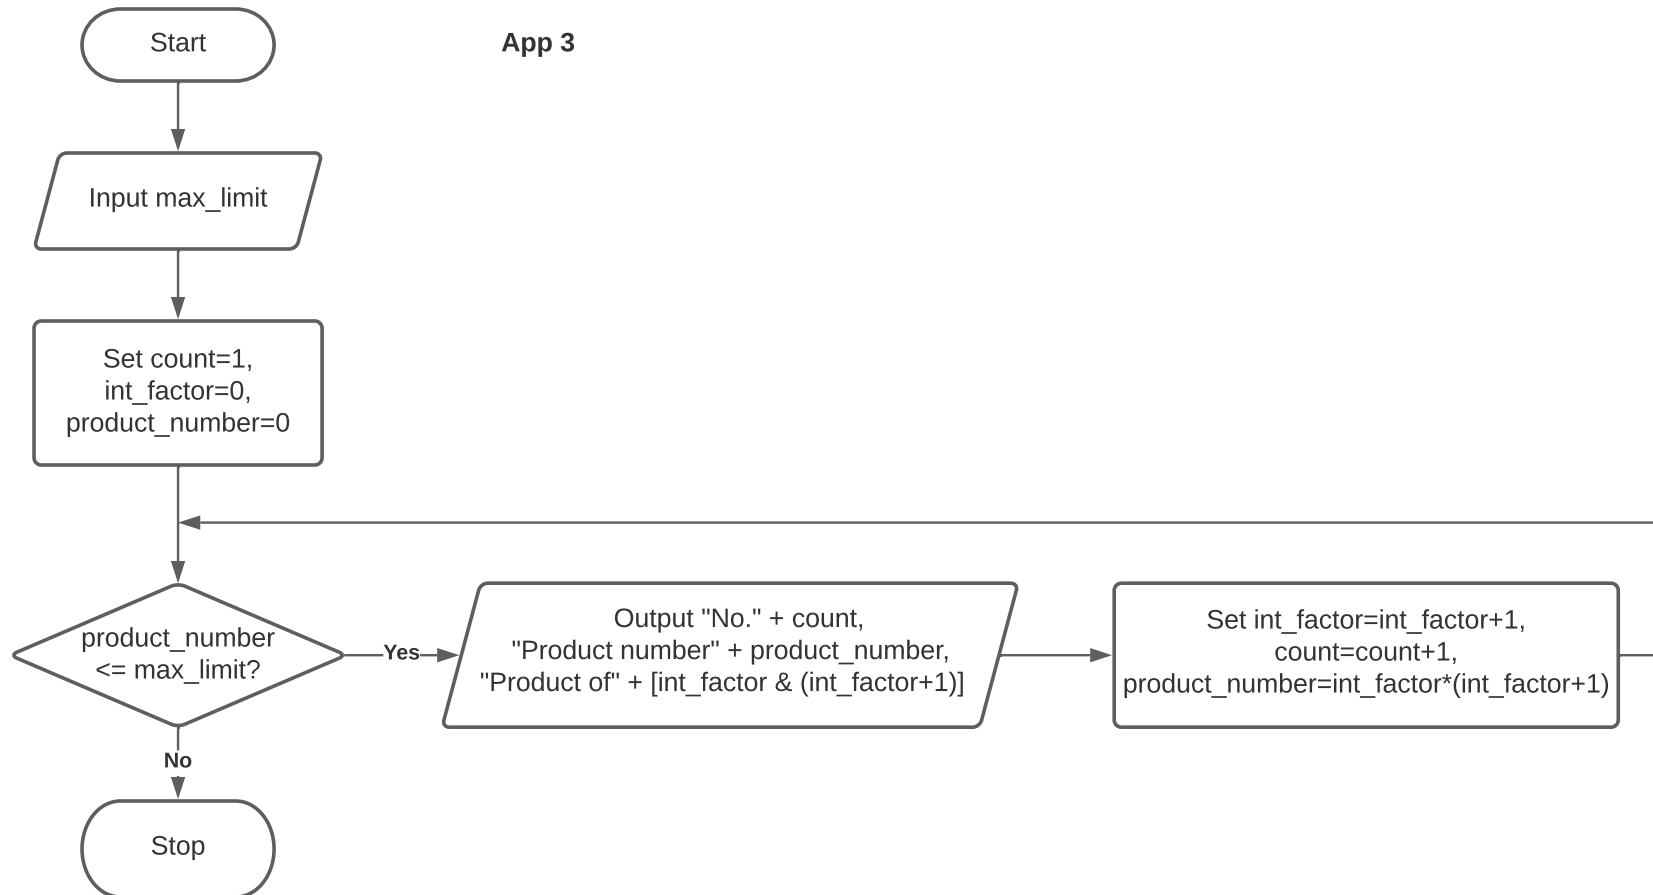 Start
App 3
Input max_limit
Set count=1,
int_factor=0,
product_number=0
product_number
<= max_limit?
Yes
Output "No." + count,
"Product number" + product_number,
"Product of" + [int_factor & (int_factor+1)]
Set int_factor=int_factor+1,
count=count+1,
product_number=int_factor*(int_factor+1)
No
Stop